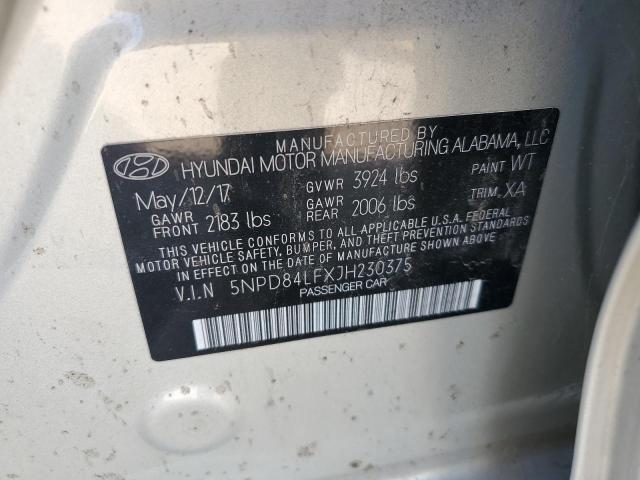 MANUFACTURED BY
HYUNDAI MOTOR MANUFACTURING ALABAMA, LLC
May/12/17 GVWR 3924 lbs PAINT WT
GAWR FRONT 2183 lbs GAWR REAR 2006 lbs TRIM XA
THIS VEHICLE CONFORMS TO ALL APPLICABLE U.S.A. FEDERAL
MOTOR VEHICLE SAFETY, BUMPER, AND THEFT PREVENTION STANDARDS
IN EFFECT ON THE DATE OF MANUFACTURE SHOWN ABOVE.
V.I.N 5NPD84LFXJH230375
PASSENGER CAR